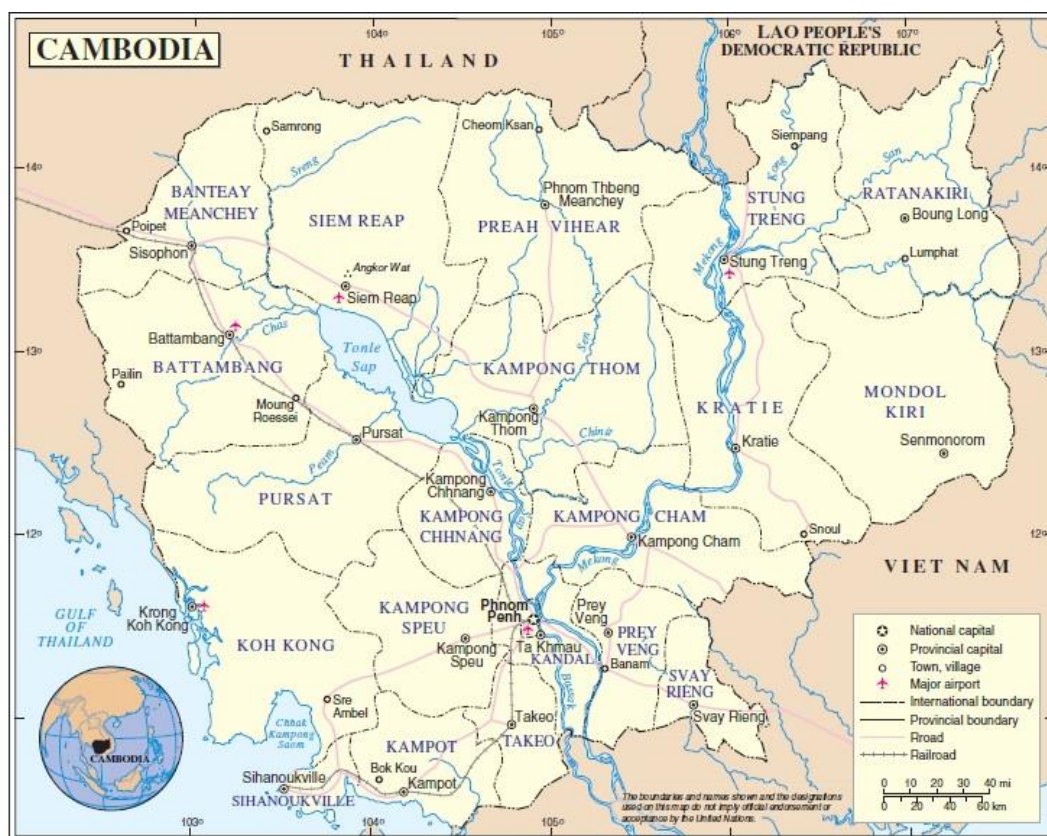 CAMBODIA
104°
105°
106°
107°
THAILAND
LAO PEOPLE'S
DEMOCRATIC REPUBLIC
Samrong
Cheom Ksan
Siempang
14°
14°
Sreng
Kong
San
BANTEAY
MEANCHEY
SIEM REAP
Phnom Thbeng
Meanchey
PREAH VIHEAR
STUNG
TRENG
RATANAKIRI
Boung Long
Poipet
Sisophon
Mekong
Stung Treng
Lumphat
Angkor Wat
Siem Reap
Battambang
Chas
Sen
13°
13°
BATTAMBANG
Tonle
Sap
KAMPONG THOM
Pailin
Moung
Roessei
Kampong
Thom
KRATIE
MONDOL
KIRI
Pursat
Chinit
Kratie
Senmonorom
Peam
Tonle Sap
Kampong
Chhnang
PURSAT
KAMPONG
CHHNANG
KAMPONG CHAM
Snoul
12°
12°
Kampong Cham
Mekong
VIET NAM
GULF
OF
THAILAND
Krong
Koh Kong
KAMPONG
SPEU
Phnom
Penh
Prey
Veng
KOH KONG
Kampong
Speu
Ta Khmau
KANDAL
PREY
VENG
Banam
SVAY
RIENG
Bassak
Sre
Ambel
Svay Rieng
Chhak
Kampong
Saom
Takeo
TAKEO
KAMPOT
Bok Kou
Kampot
Sihanoukville
SIHANOUKVILLE
CAMBODIA
103°
104°
105°
National capital
Provincial capital
Town, village
Major airport
International boundary
Provincial boundary
Rroad
Railroad
0 10 20 30 40 mi
0 20 40 60 km
The boundaries and names shown and the designations
used on this map do not imply official endorsement or
acceptance by the United Nations.